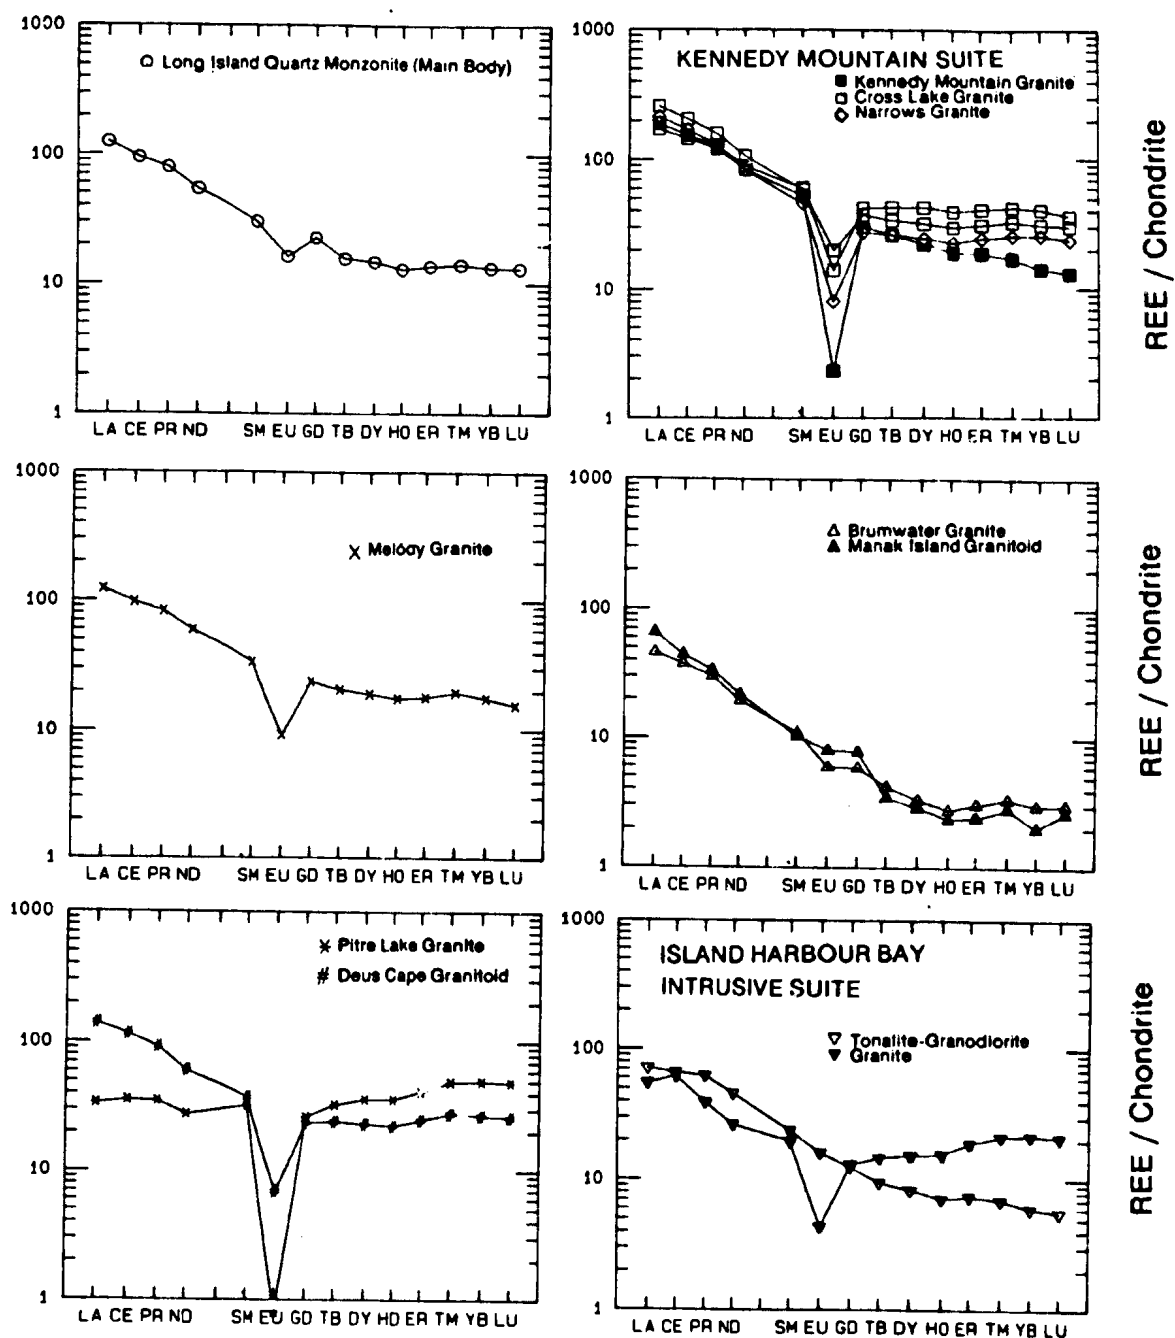 1000
100
10
1
○ Long Island Quartz Monzonite (Main Body)
LA CE PR ND SM EU GD TB DY HO ER TM YB LU
1000
100
10
1
KENNEDY MOUNTAIN SUITE
■ Kennedy Mountain Granite
□ Cross Lake Granite
◇ Narrows Granite
LA CE PR ND SM EU GD TB DY HO ER TM YB LU
REE / Chondrite
1000
100
10
1
× Melody Granite
LA CE PR ND SM EU GD TB DY HO ER TM YB LU
1000
100
10
1
△ Brumwater Granite
▲ Manak Island Granitoid
LA CE PR ND SM EU GD TB DY HO ER TM YB LU
REE / Chondrite
1000
100
10
1
Pitre Lake Granite
# Deus Cape Granitoid
LA CE PR ND SM EU GD TB DY HO ER TM YB LU
1000
100
10
1
ISLAND HARBOUR BAY
INTRUSIVE SUITE
▽ Tonalite-Granodiorite
▼ Granite
LA CE PR ND SM EU GD TB DY HO ER TM YB LU
REE / Chondrite